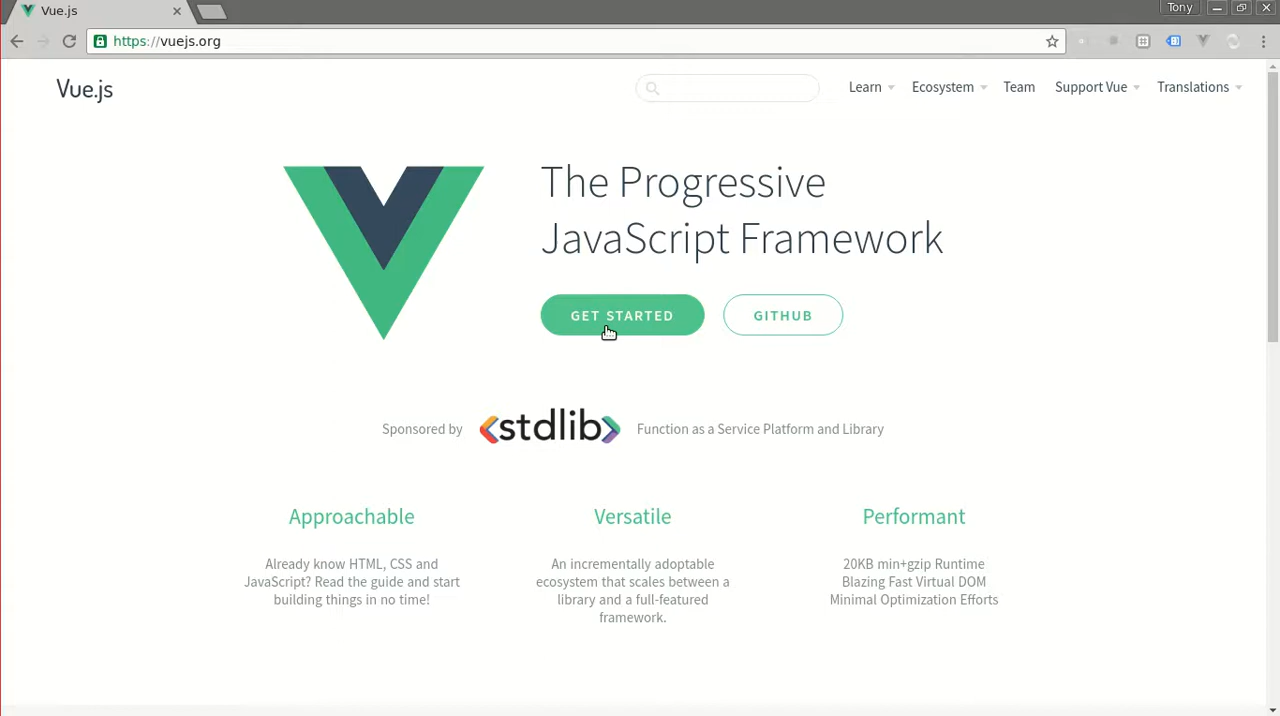 Vue.js
Tony
https://vuejs.org
Vue.js
Learn
Ecosystem
Team
Support Vue
Translations
The Progressive
JavaScript Framework
GET STARTED
GITHUB
Sponsored by
stdlib
Function as a Service Platform and Library
Approachable
Already know HTML, CSS and
JavaScript? Read the guide and start
building things in no time!
Versatile
An incrementally adoptable
ecosystem that scales between a
library and a full-featured
framework.
Performant
20KB min+gzip Runtime
Blazing Fast Virtual DOM
Minimal Optimization Efforts